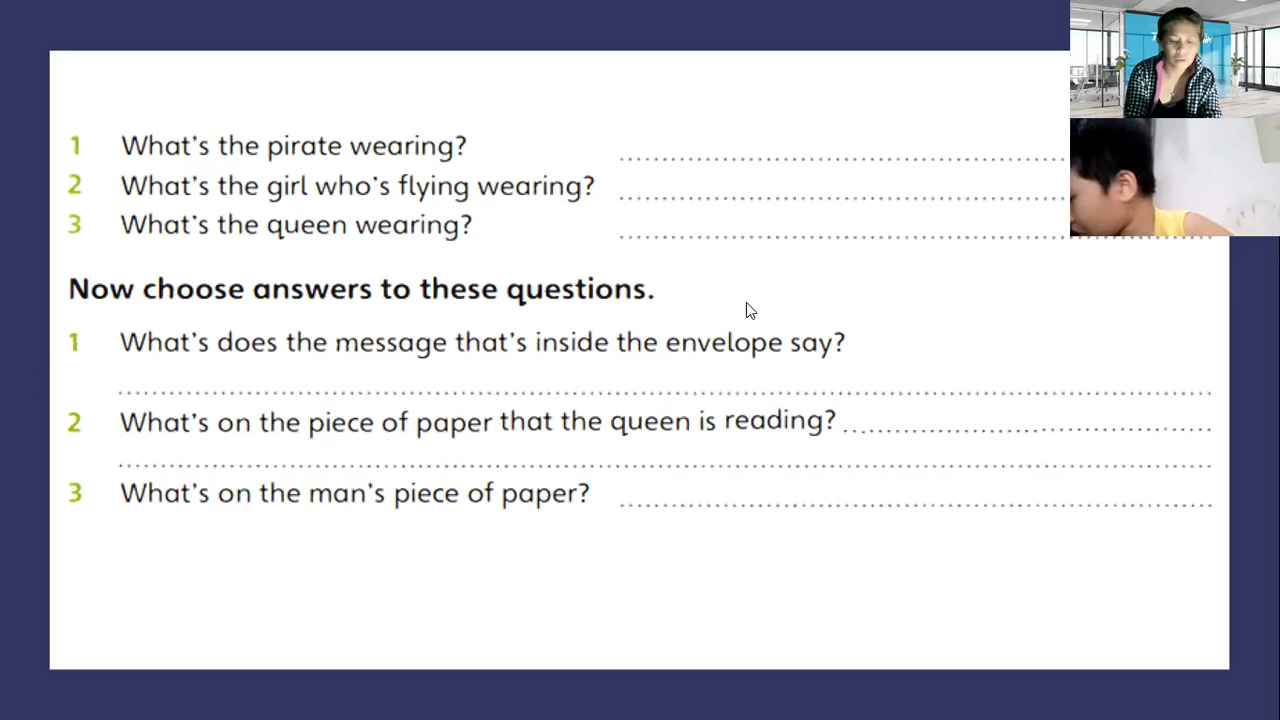 1 What's the pirate wearing?
2 What's the girl who's flying wearing?
3 What's the queen wearing?
Now choose answers to these questions.
1 What's does the message that's inside the envelope say?
2 What's on the piece of paper that the queen is reading?
3 What's on the man's piece of paper?